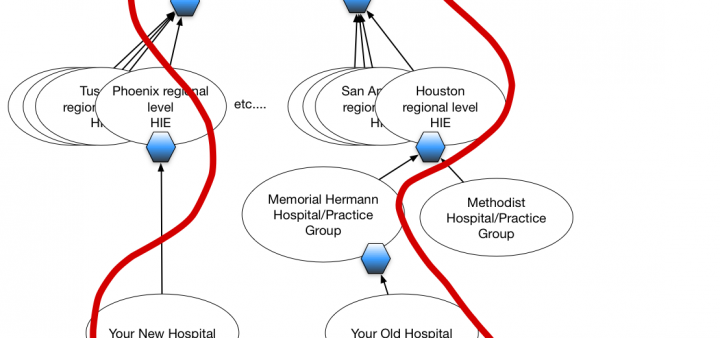 Tus
region
HI
Phoenix regional
level
HIE
etc....
San An
region
HI
Houston
regional level
HIE
Memorial Hermann
Hospital/Practice
Group
Methodist
Hospital/Practice
Group
Your New Hospital
Your Old Hospital